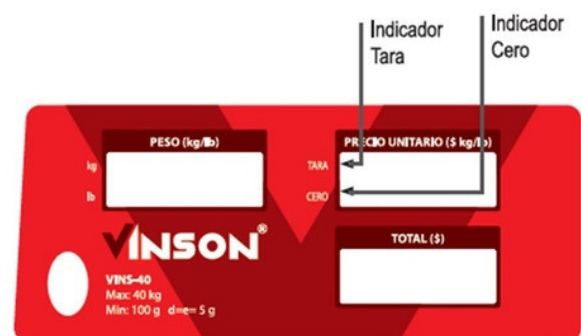 Indicador
Tara
Indicador
Cero
PESO (kg/lb)
PRECIO UNITARIO ($ kg/lb)
kg
TARA
lb
CERO
VINSON®
TOTAL ($)
VINS-40
Max: 40 kg
Min: 100 g d=e= 5 g